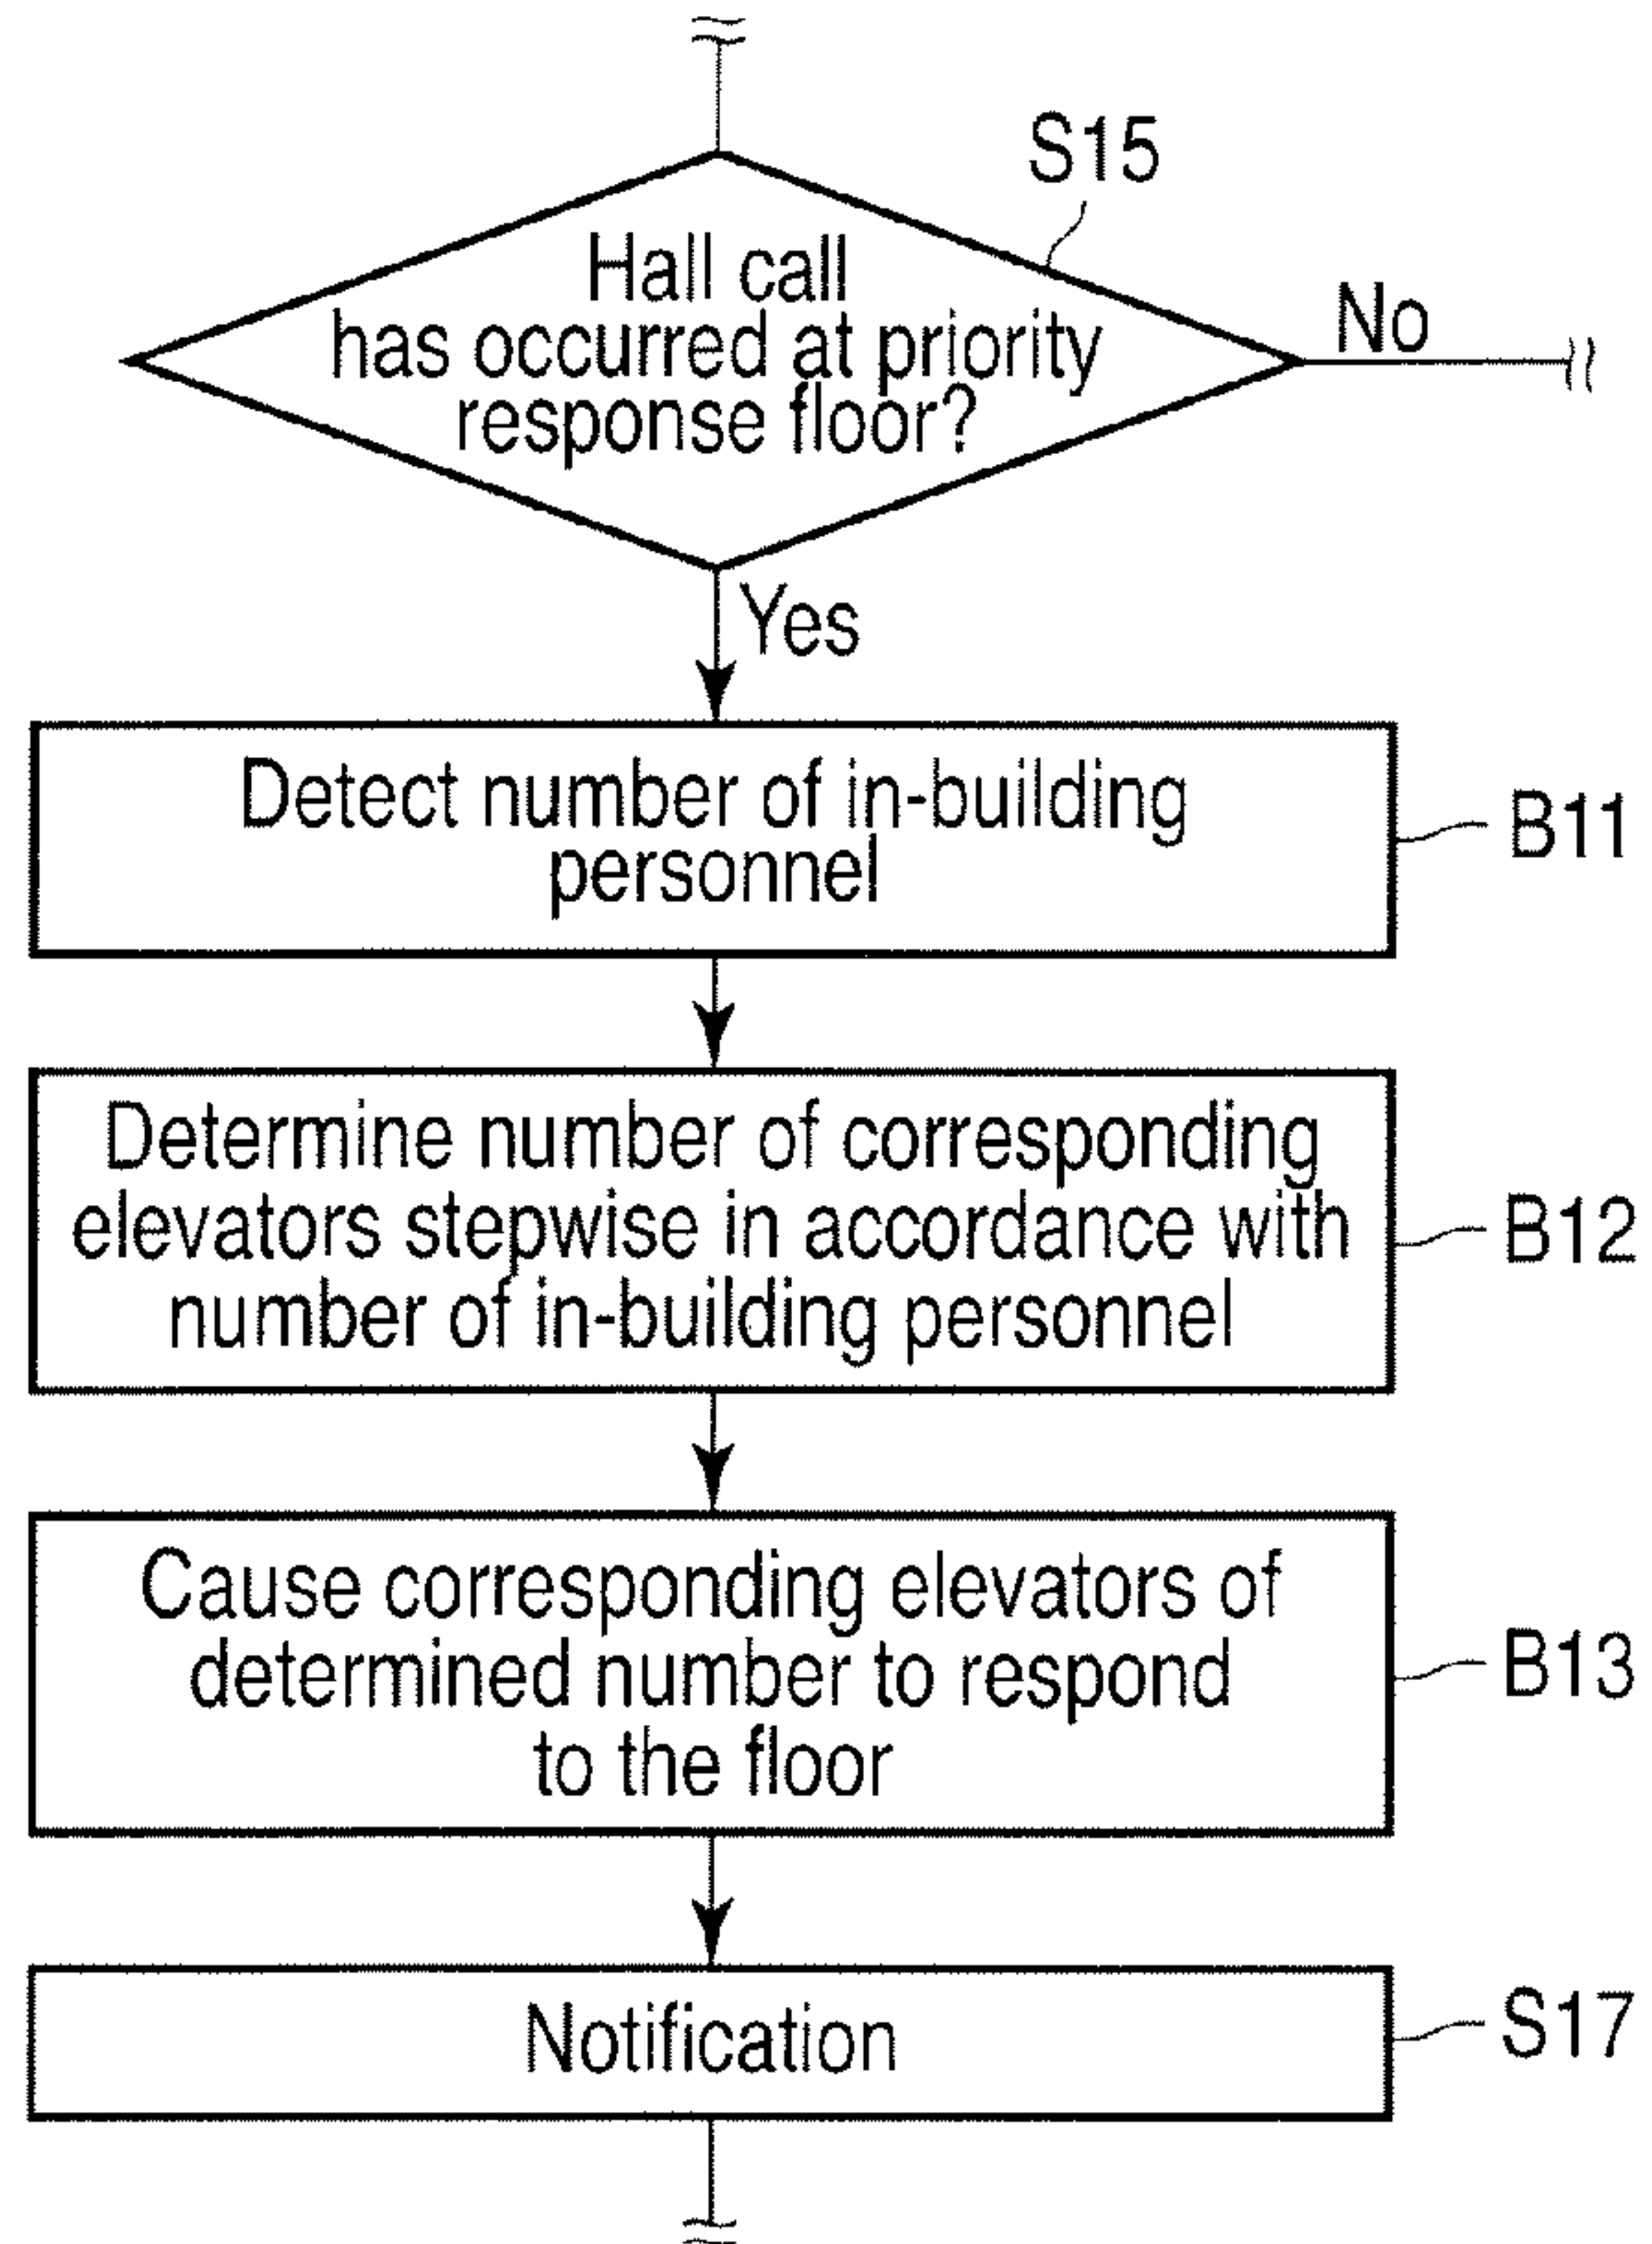 S15
Hall call
has occurred at priority
response floor?
No
Yes
Detect number of in-building
personnel
B11
Determine number of corresponding
elevators stepwise in accordance with
number of in-building personnel
B12
Cause corresponding elevators of
determined number to respond
to the floor
B13
Notification
S17